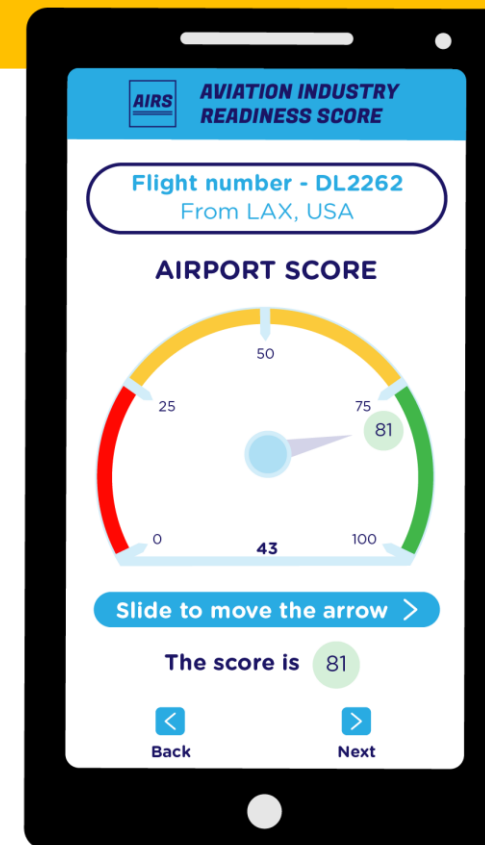 AIRS
AVIATION INDUSTRY
READINESS SCORE
Flight number - DL2262
From LAX, USA
AIRPORT SCORE
50
25
75
81
0
43
100
Slide to move the arrow >
The score is 81
< >
Back Next